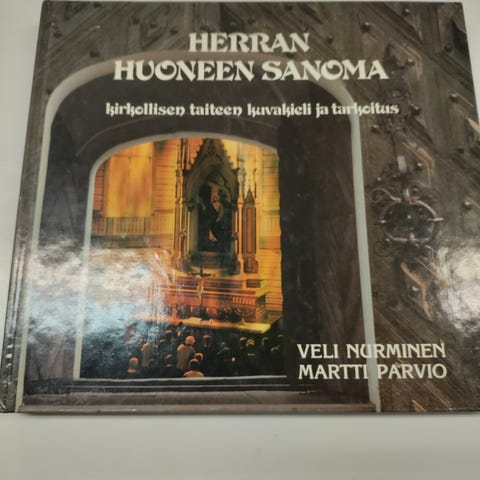 HERRAN
HUONEEN SANOMA
kirkollisen taiteen kuvakieli ja tarkoitus
VELI NURMINEN
MARTTI PARVIO